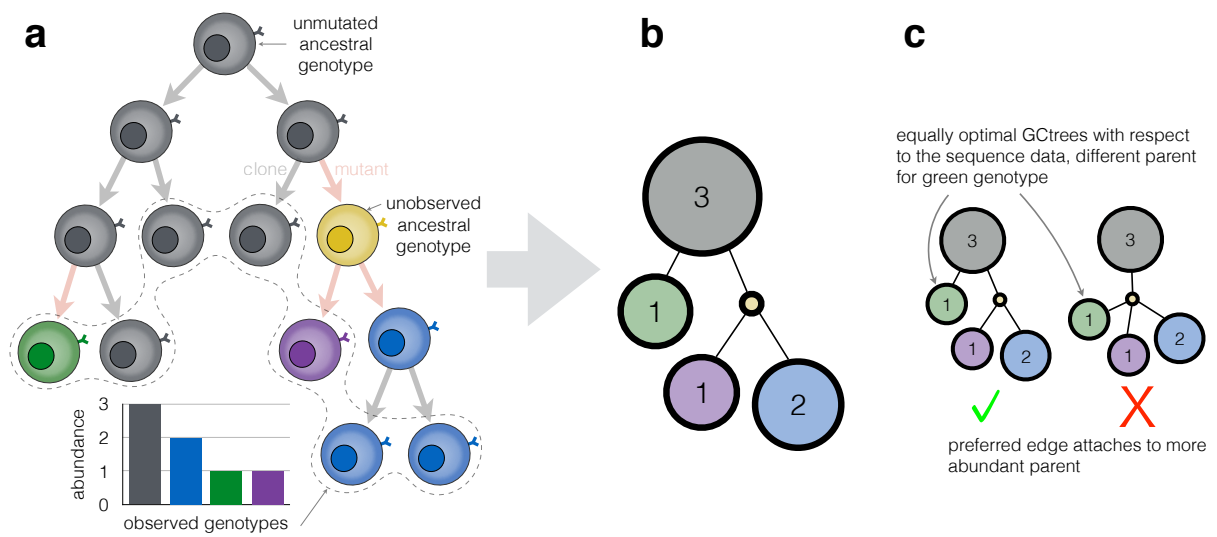 a
unmutated
ancestral
genotype
clone
mutant
unobserved
ancestral
genotype
abundance
3
2
1
0
observed genotypes
b
3
1
1
2
c
equally optimal GCtrees with respect
to the sequence data, different parent
for green genotype
3
1
1
2
3
1
1
2
preferred edge attaches to more
abundant parent